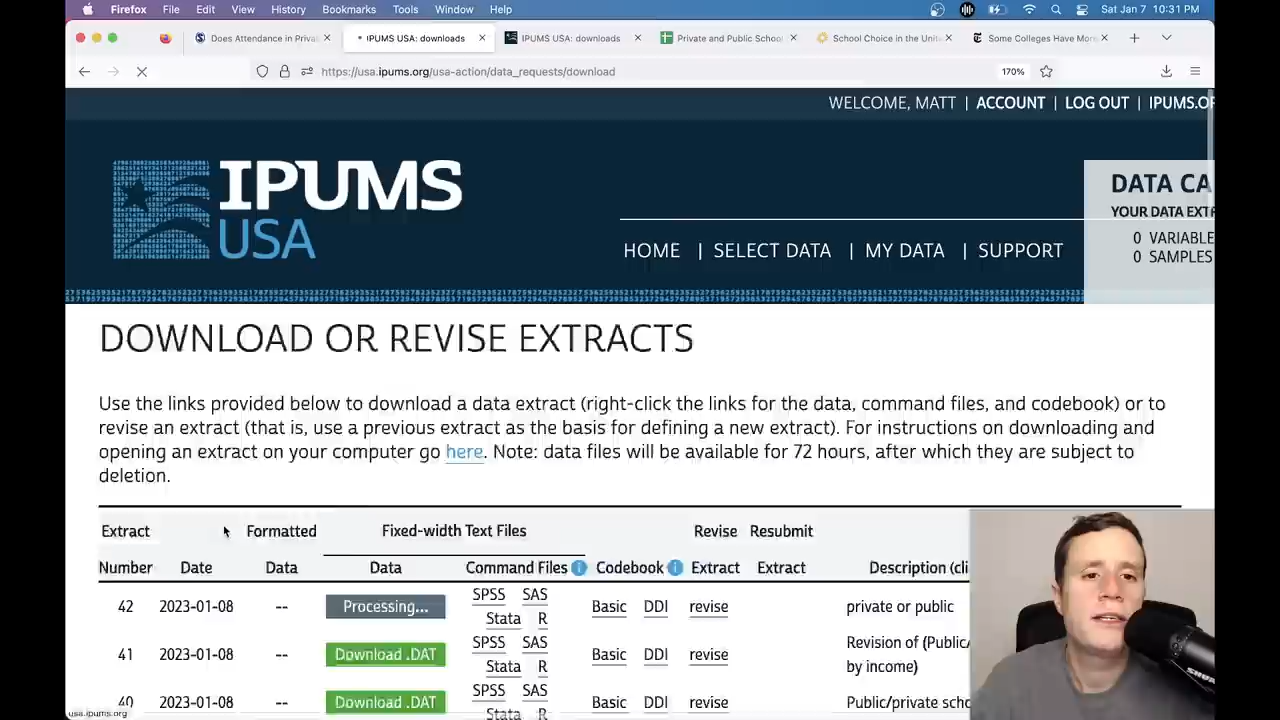 Firefox File Edit View History Bookmarks Tools Window Help Sat Jan 7 10:31 PM
Does Attendance in Priva IPUMS USA: downloads IPUMS USA: downloads Private and Public School School Choice in the Unit Some Colleges Have More
https://usa.ipums.org/usa-action/data_requests/download 170%
WELCOME, MATT | ACCOUNT | LOG OUT | IPUMS.OR
IPUMS
USA
DATA CA
YOUR DATA EXTR
0 VARIABLE
0 SAMPLES
HOME | SELECT DATA | MY DATA | SUPPORT
DOWNLOAD OR REVISE EXTRACTS
Use the links provided below to download a data extract (right-click the links for the data, command files, and codebook) or to
revise an extract (that is, use a previous extract as the basis for defining a new extract). For instructions on downloading and
opening an extract on your computer go here. Note: data files will be available for 72 hours, after which they are subject to
deletion.
Extract Formatted Fixed-width Text Files Revise Resubmit
Number Date Data Data Command Files Codebook Extract Extract Description (cli
42 2023-01-08 -- Processing... SPSS SAS Stata R Basic DDI revise private or public
41 2023-01-08 -- Download .DAT SPSS SAS Stata R Basic DDI revise Revision of (Public/
by income)
40 2023-01-08 -- Download .DAT SPSS SAS Stata R Basic DDI revise Public/private scho
usa.ipums.org